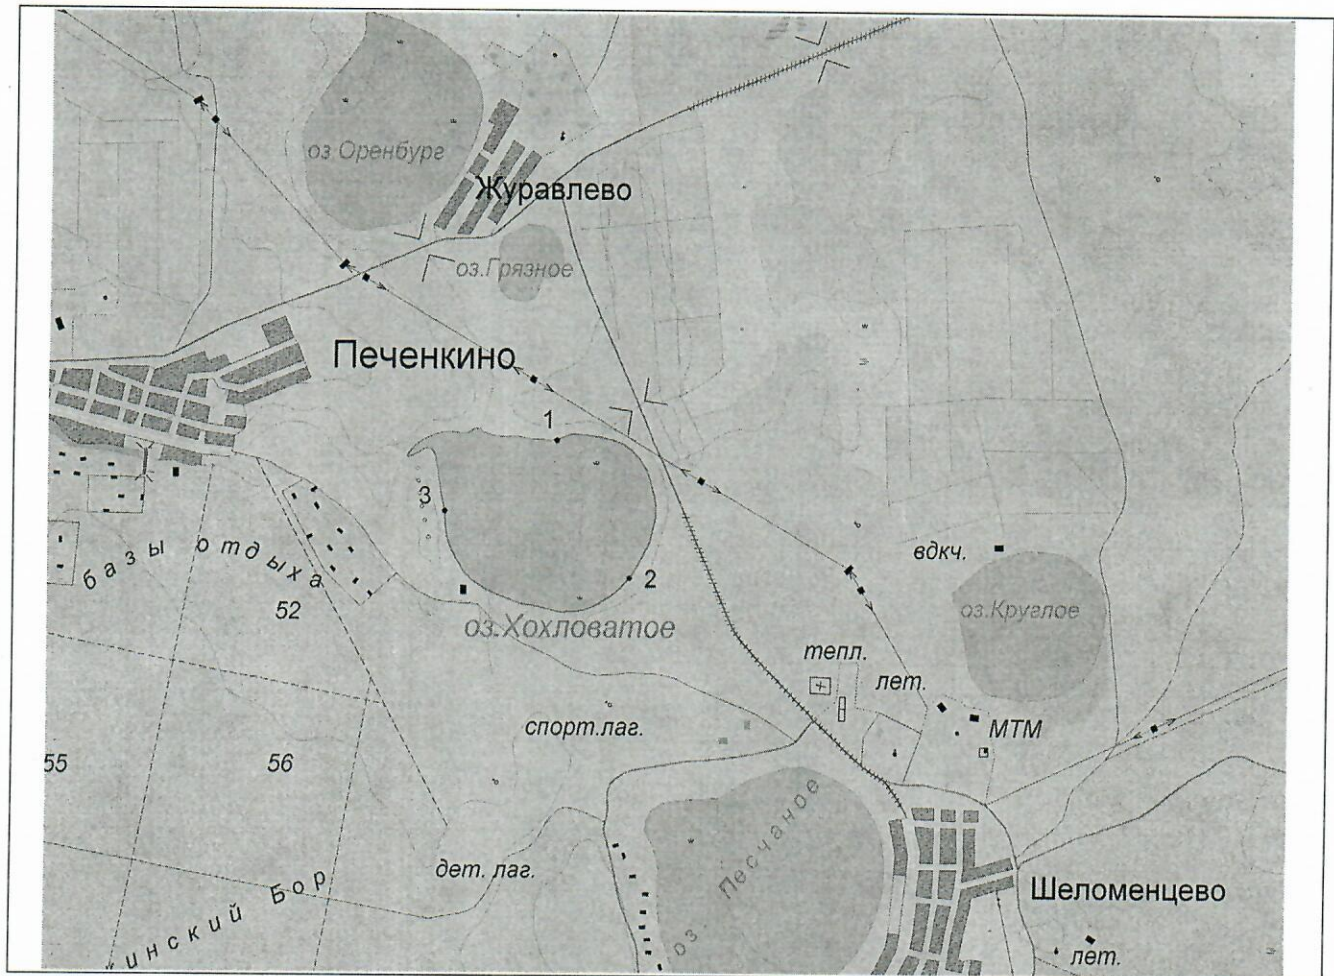 оз.Оренбург
Журавлево
оз.Грязное
Печенкино
1
3
2
вдкч.
базы отдыха
52
оз.Хохловатое
оз.Круглое
тепл.
лет.
спорт.лаг.
МТМ
55
56
оз. Песчаное
дет. лаг.
Шеломенцево
инский Бор
лет.